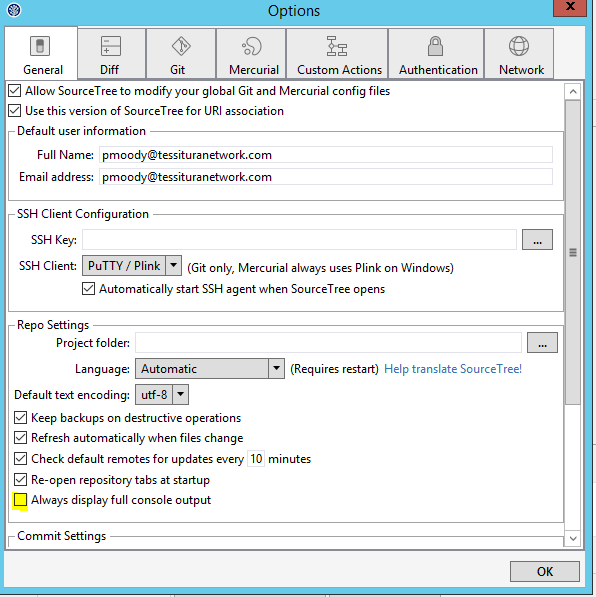 Options
x
General
Diff
Git
Mercurial
Custom Actions
Authentication
Network
Allow SourceTree to modify your global Git and Mercurial config files
Use this version of SourceTree for URI association
Default user information
Full Name: pmoody@tessituranetwork.com
Email address: pmoody@tessituranetwork.com
SSH Client Configuration
SSH Key: ...
SSH Client: PuTTY / Plink (Git only, Mercurial always uses Plink on Windows)
Automatically start SSH agent when SourceTree opens
Repo Settings
Project folder: ...
Language: Automatic (Requires restart) Help translate SourceTree!
Default text encoding: utf-8
Keep backups on destructive operations
Refresh automatically when files change
Check default remotes for updates every 10 minutes
Re-open repository tabs at startup
Always display full console output
Commit Settings
OK